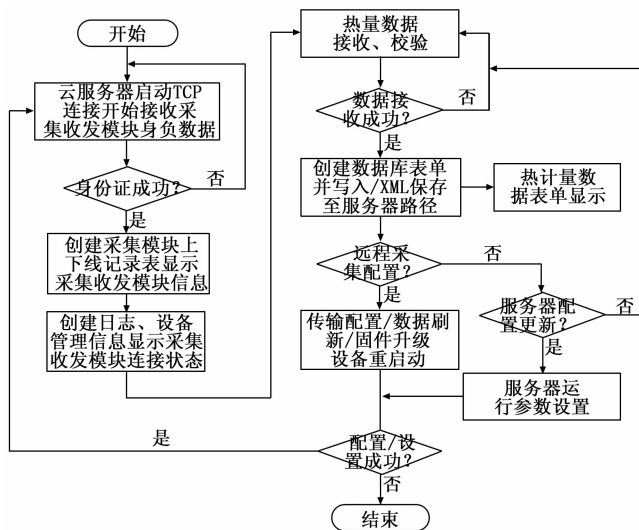 开始
云服务器启动TCP
连接开始接收采
集收发模块身负数据
身份证成功?
否
是
创建采集模块上
下线记录表显示
采集收发模块信息
创建日志、设备
管理信息显示采集
收发模块连接状态
热量数据
接收、校验
数据接
收成功?
否
是
创建数据库表单
并写入/XML保存
至服务器路径
热计量数
据表单显示
远程采
集配置?
否
是
传输配置/数据刷
新/固件升级
设备重启动
服务器配
置更新?
否
是
服务器运
行参数设置
配置/设
置成功?
是
否
结束